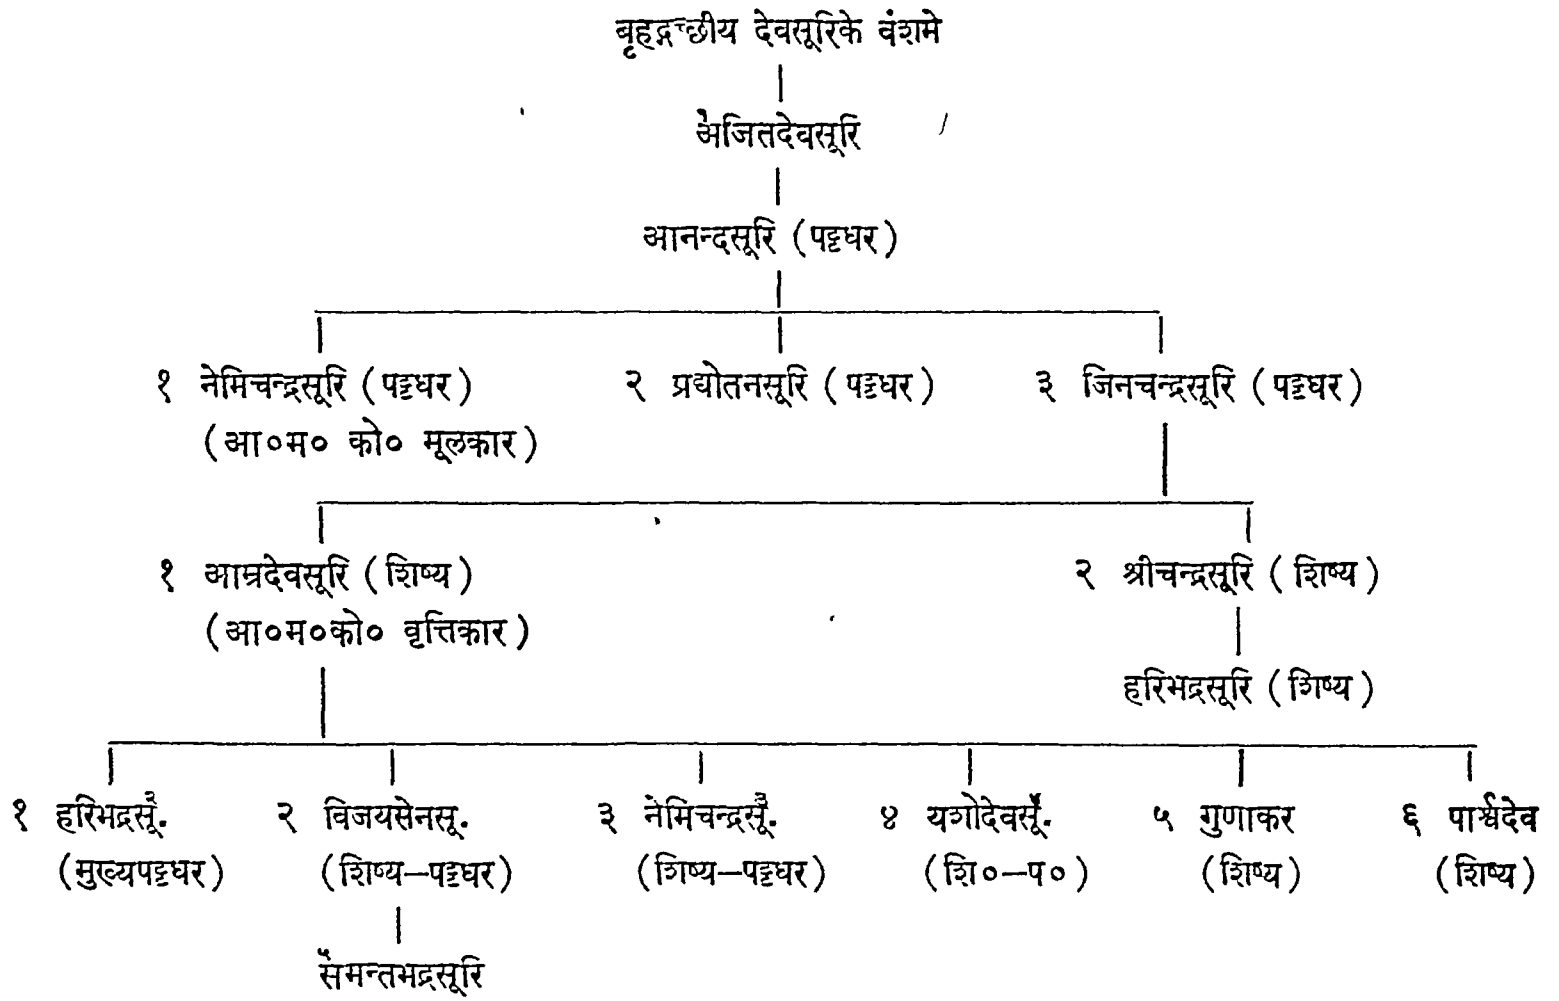 बृहद्गच्छीय देवसूरिके वंशमे
अजितदेवसूरि
आनन्दसूरि (पट्टधर)
१ नेमिचन्द्रसूरि (पट्टधर) २ प्रद्योतनसूरि (पट्टधर) ३ जिनचन्द्रसूरि (पट्टधर)
(आ०म० को० मूलकार)
१ आम्रदेवसूरि (शिष्य) २ श्रीचन्द्रसूरि (शिष्य)
(आ०म०को० वृत्तिकार)
हरिभद्रसूरि (शिष्य)
१ हरिभद्रसू. २ विजयसेनसू. ३ नेमिचन्द्रसू. ४ यशोदेवसू. ५ गुणाकर ६ पार्श्वदेव
(मुख्यपट्टधर) (शिष्य–पट्टधर) (शिष्य–पट्टधर) (शि०–प०) (शिष्य) (शिष्य)
समन्तभद्रसूरि